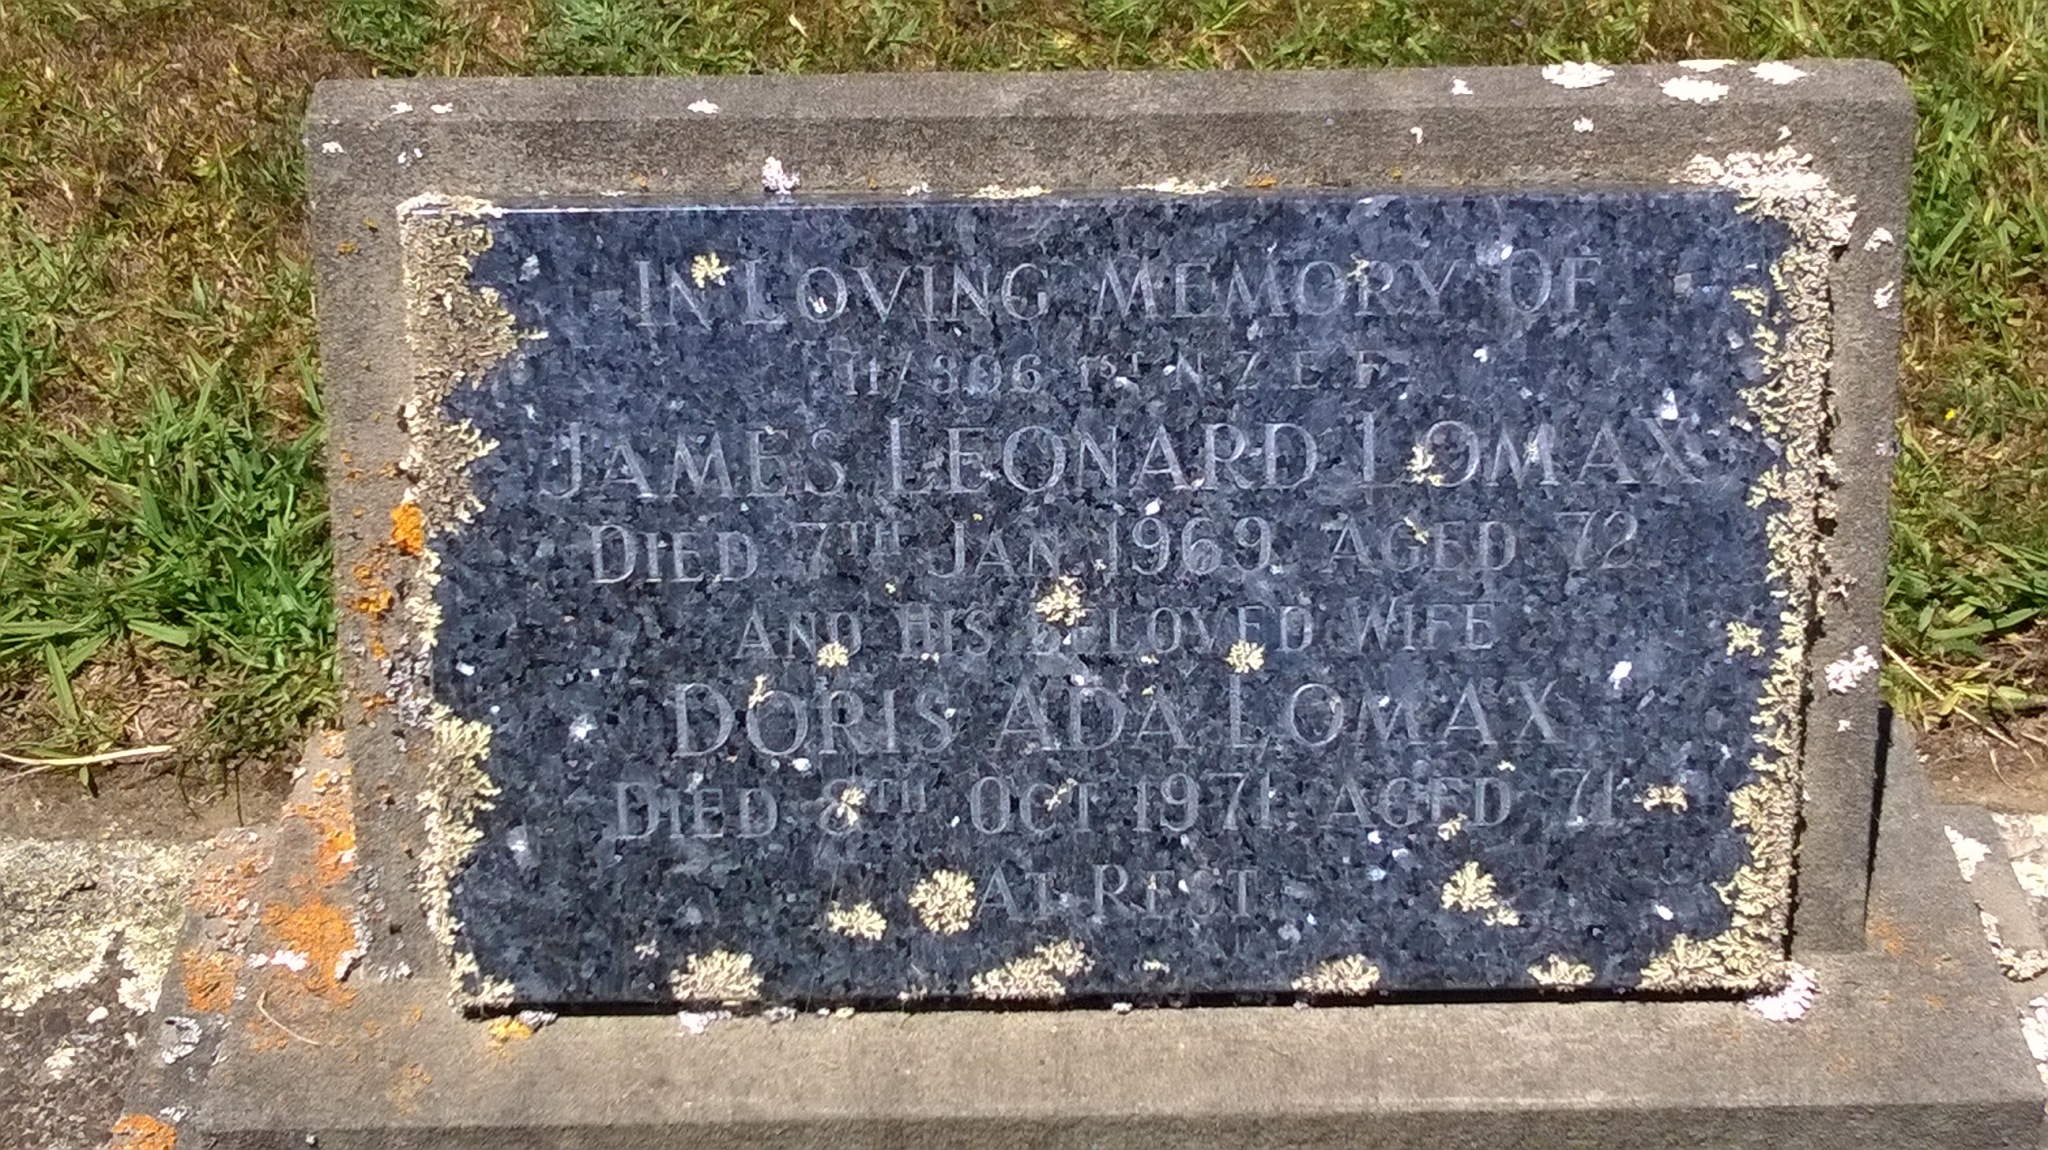 IN LOVING MEMORY OF
11/896 1ST N.Z.E.F.
JAMES LEONARD LOMAX
DIED 7TH JAN. 1969. AGED 72
AND HIS BELOVED WIFE
DORIS ADA LOMAX
DIED 8TH OCT 1971. AGED 71
AT REST